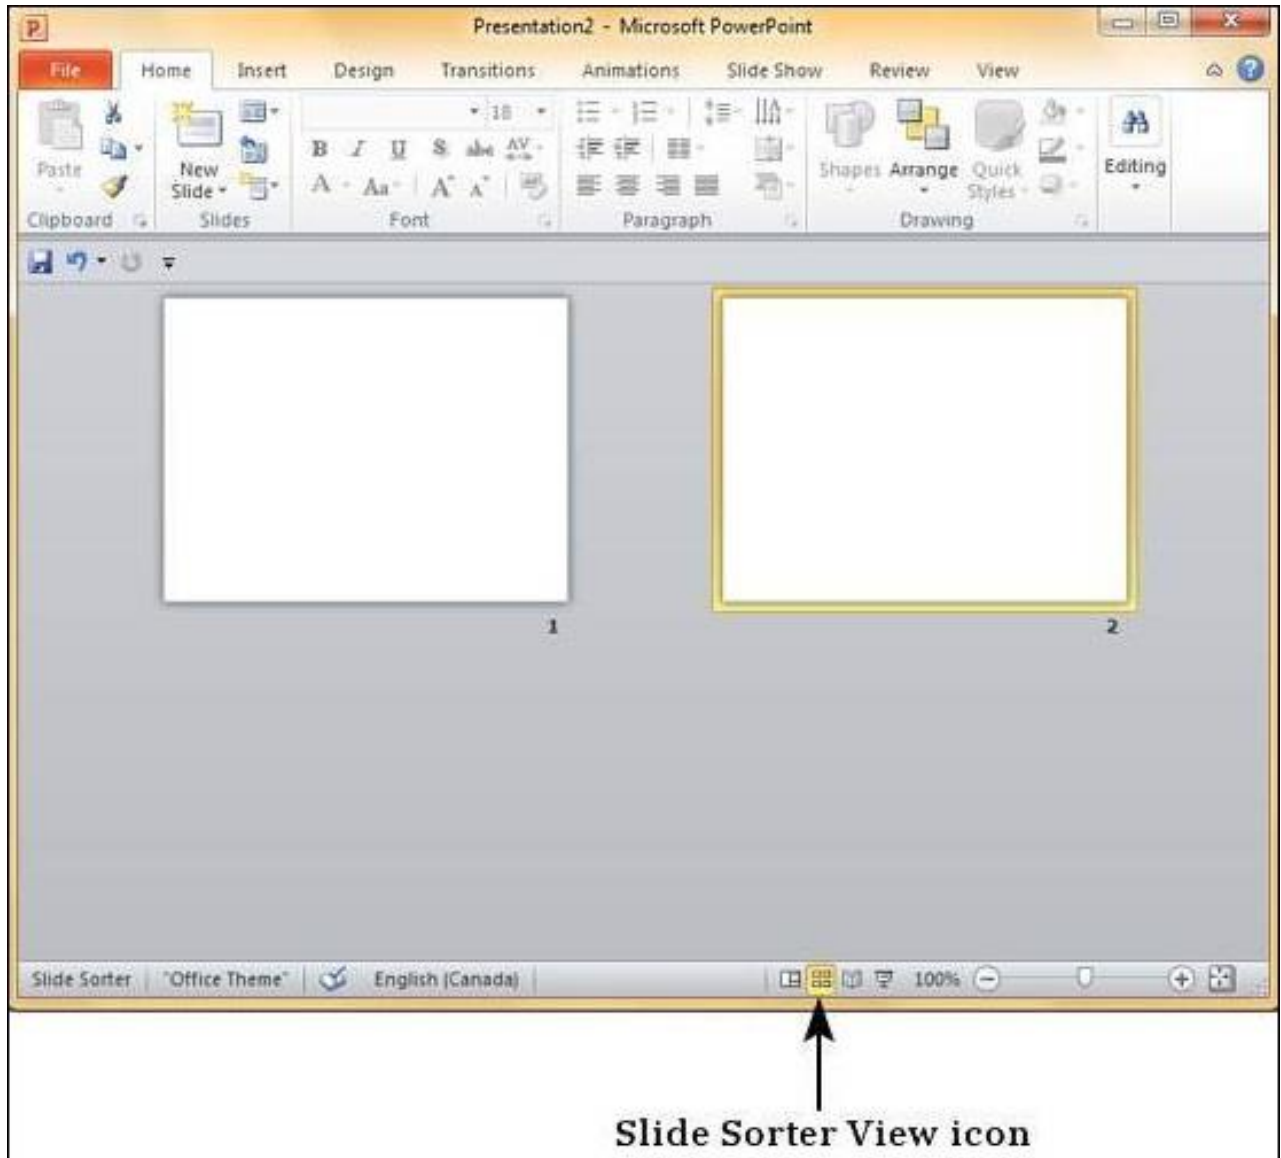 Presentation2 - Microsoft PowerPoint
File Home Insert Design Transitions Animations Slide Show Review View
18
B I U S abc AV
Paste New Slide Shapes Arrange Quick Styles Editing
A Aa A A
Clipboard Slides Font Paragraph Drawing
1 2
Slide Sorter "Office Theme" English (Canada) 100%
Slide Sorter View icon